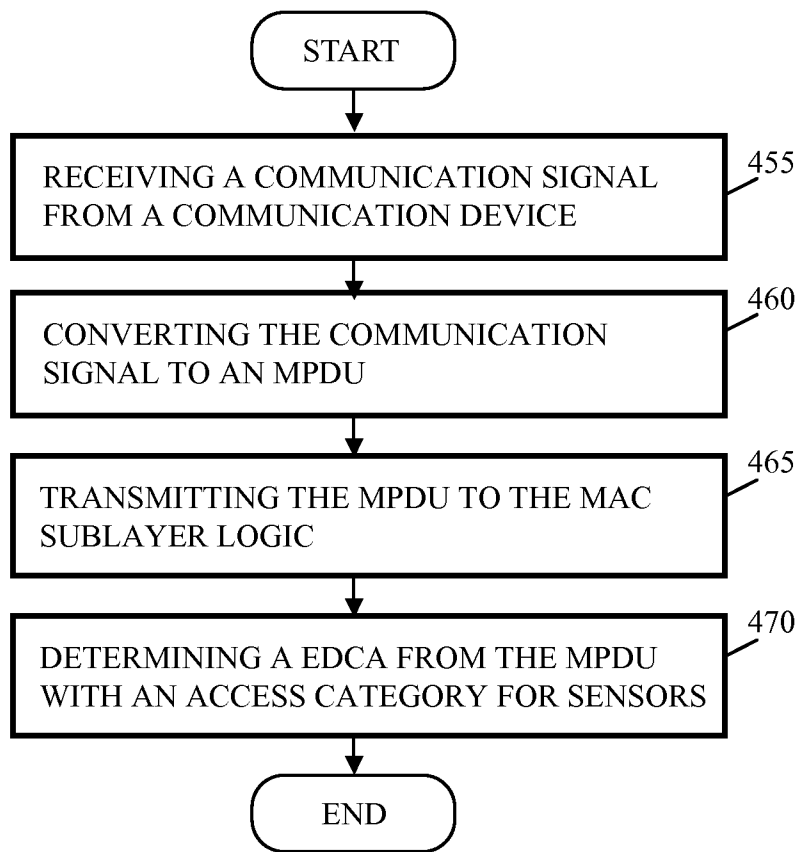 START
455
RECEIVING A COMMUNICATION SIGNAL
FROM A COMMUNICATION DEVICE
460
CONVERTING THE COMMUNICATION
SIGNAL TO AN MPDU
465
TRANSMITTING THE MPDU TO THE MAC
SUBLAYER LOGIC
470
DETERMINING A EDCA FROM THE MPDU
WITH AN ACCESS CATEGORY FOR SENSORS
END